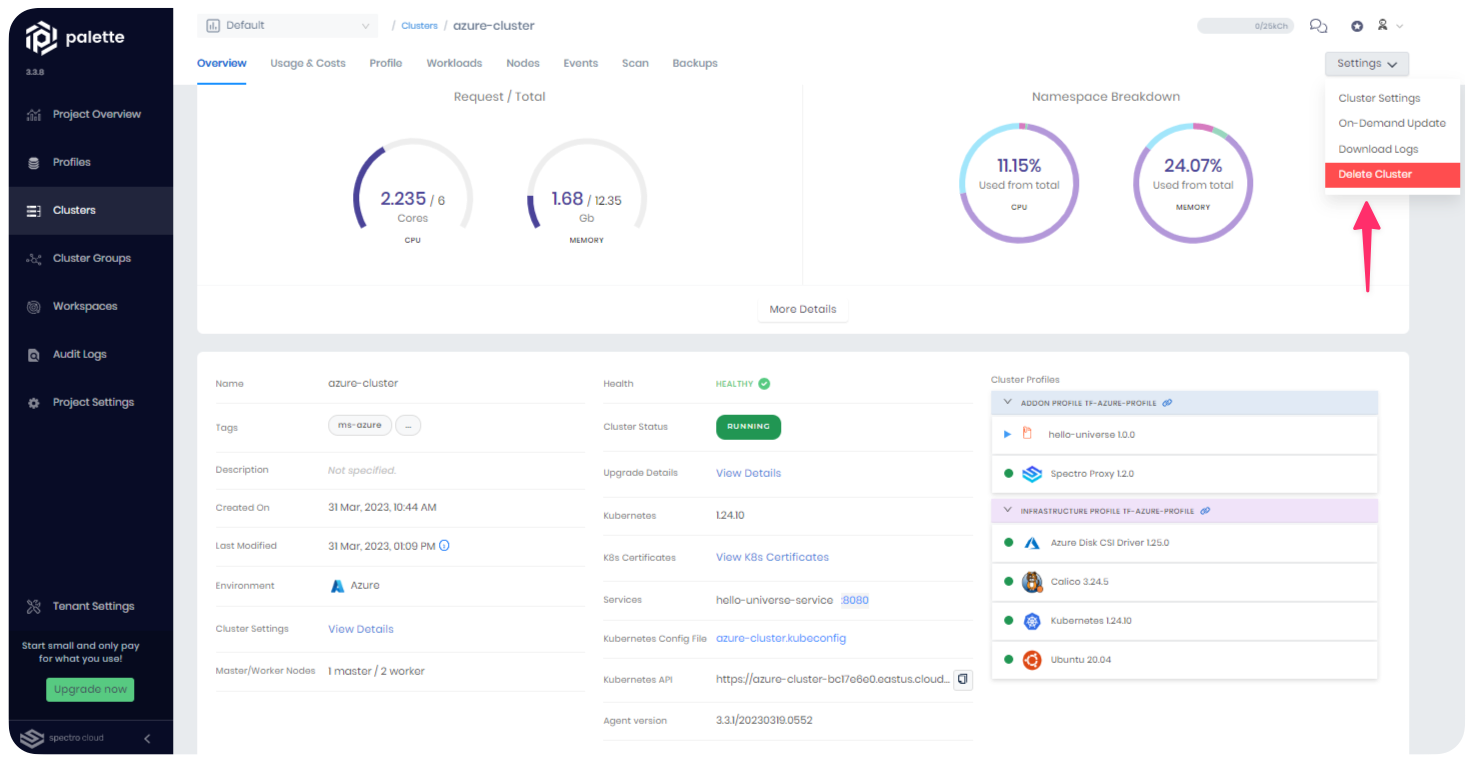 palette
3.3.8
Project Overview
Profiles
Clusters
Cluster Groups
Workspaces
Audit Logs
Project Settings
Tenant Settings
Start small and only pay
for what you use!
Upgrade now
spectro cloud
Default
/ Clusters / azure-cluster
0/25kCh
Overview
Usage & Costs
Profile
Workloads
Nodes
Events
Scan
Backups
Settings
Cluster Settings
On-Demand Update
Download Logs
Delete Cluster
Request / Total
2.235 / 6
Cores
CPU
1.68 / 12.35
Gb
MEMORY
Namespace Breakdown
11.15%
Used from total
CPU
24.07%
Used from total
MEMORY
More Details
Name azure-cluster
Tags ms-azure ...
Description Not specified.
Created On 31 Mar, 2023, 10:44 AM
Last Modified 31 Mar, 2023, 01:09 PM
Environment Azure
Cluster Settings View Details
Master/Worker Nodes 1 master / 2 worker
Health HEALTHY
Cluster Status RUNNING
Upgrade Details View Details
Kubernetes 1.24.10
K8s Certificates View K8s Certificates
Services hello-universe-service :8080
Kubernetes Config File azure-cluster.kubeconfig
Kubernetes API https://azure-cluster-bc17e6e0.eastus.cloud...
Agent version 3.3.1/20230319.0552
Cluster Profiles
ADDON PROFILE TF-AZURE-PROFILE
hello-universe 1.0.0
Spectro Proxy 1.2.0
INFRASTRUCTURE PROFILE TF-AZURE-PROFILE
Azure Disk CSI Driver 1.25.0
Calico 3.24.5
Kubernetes 1.24.10
Ubuntu 20.04